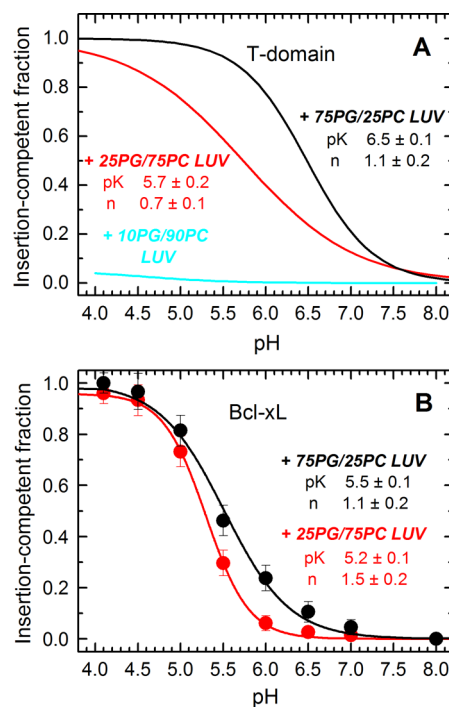 A
T-domain
Insertion-competent fraction
1.0
0.8
0.6
0.4
0.2
0.0
+ 75PG/25PC LUV
pK 6.5 ± 0.1
n 1.1 ± 0.2
+ 25PG/75PC LUV
pK 5.7 ± 0.2
n 0.7 ± 0.1
+ 10PG/90PC
LUV
4.0 4.5 5.0 5.5 6.0 6.5 7.0 7.5 8.0
pH
B
Bcl-xL
Insertion-competent fraction
1.0
0.8
0.6
0.4
0.2
0.0
+ 75PG/25PC LUV
pK 5.5 ± 0.1
n 1.1 ± 0.2
+ 25PG/75PC LUV
pK 5.2 ± 0.1
n 1.5 ± 0.2
4.0 4.5 5.0 5.5 6.0 6.5 7.0 7.5 8.0
pH